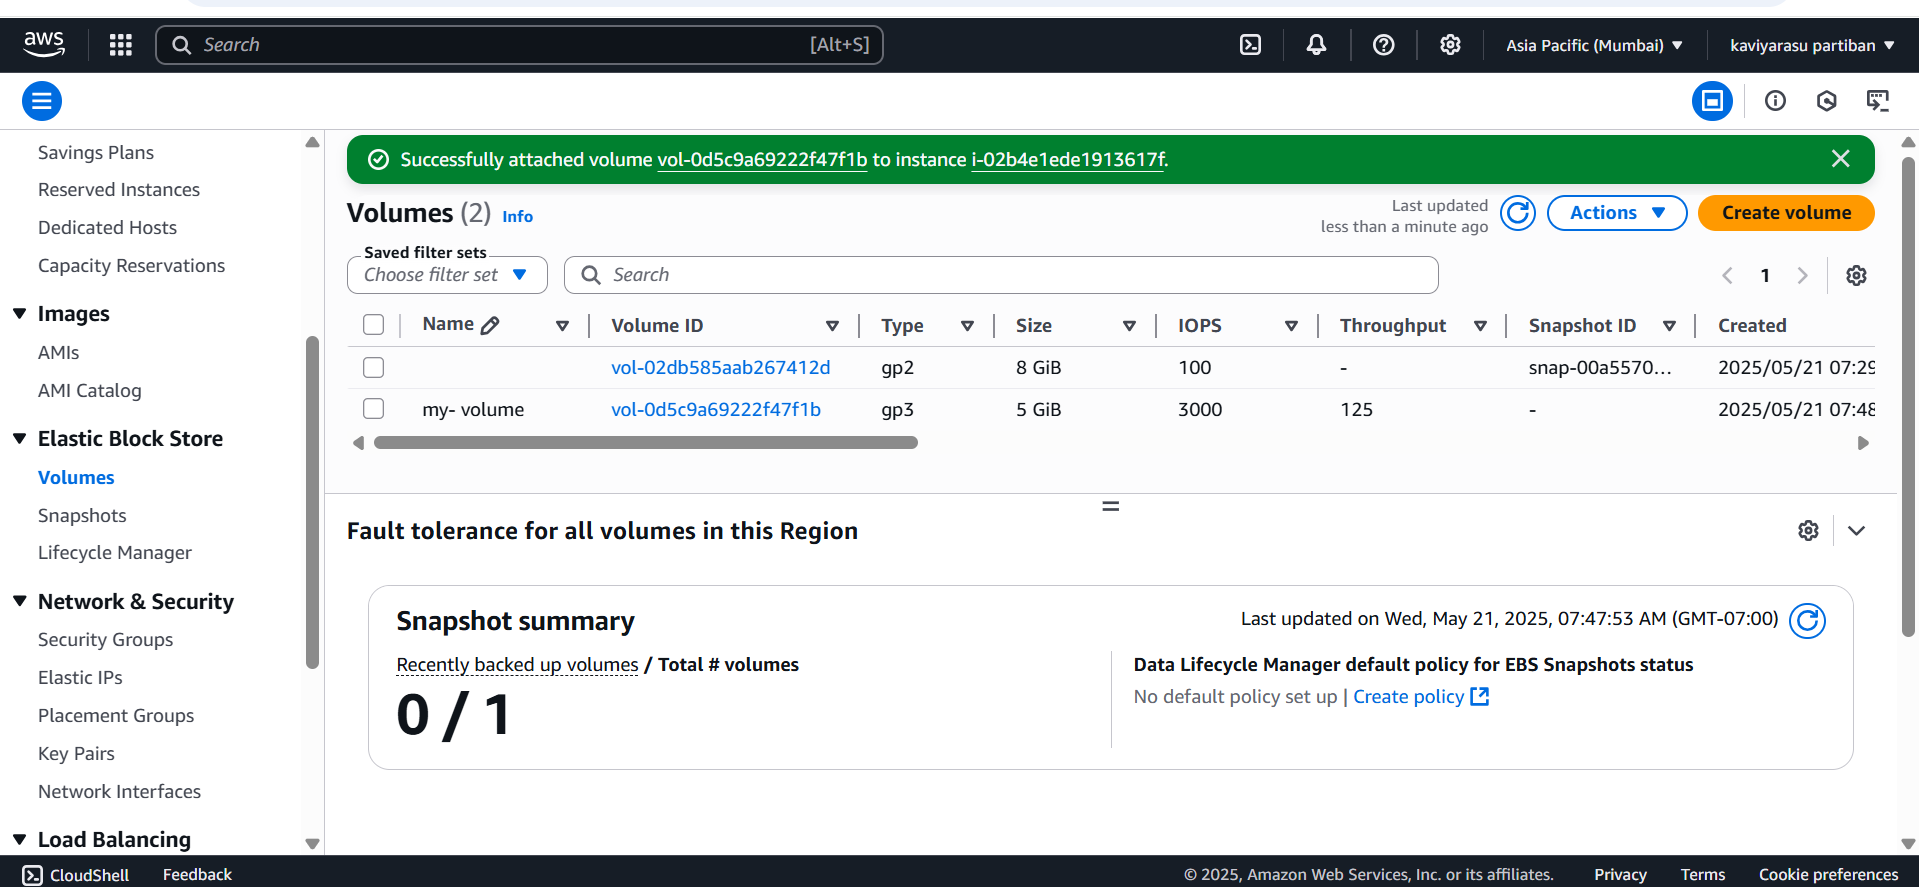 aws
Search [Alt+S]
Asia Pacific (Mumbai)
kaviyarasu partiban
Savings Plans
Reserved Instances
Dedicated Hosts
Capacity Reservations
Images
AMIs
AMI Catalog
Elastic Block Store
Volumes
Snapshots
Lifecycle Manager
Network & Security
Security Groups
Elastic IPs
Placement Groups
Key Pairs
Network Interfaces
Load Balancing
Successfully attached volume vol-0d5c9a69222f47f1b to instance i-02b4e1ede1913617f.
Volumes (2) Info
Last updated
less than a minute ago
Actions
Create volume
Saved filter sets
Choose filter set
Search
1
Name Volume ID Type Size IOPS Throughput Snapshot ID Created
vol-02db585aab267412d gp2 8 GiB 100 - snap-00a5570... 2025/05/21 07:29
my- volume vol-0d5c9a69222f47f1b gp3 5 GiB 3000 125 - 2025/05/21 07:48
Fault tolerance for all volumes in this Region
Snapshot summary
Last updated on Wed, May 21, 2025, 07:47:53 AM (GMT-07:00)
Recently backed up volumes / Total # volumes
0 / 1
Data Lifecycle Manager default policy for EBS Snapshots status
No default policy set up | Create policy
CloudShell Feedback
© 2025, Amazon Web Services, Inc. or its affiliates. Privacy Terms Cookie preferences